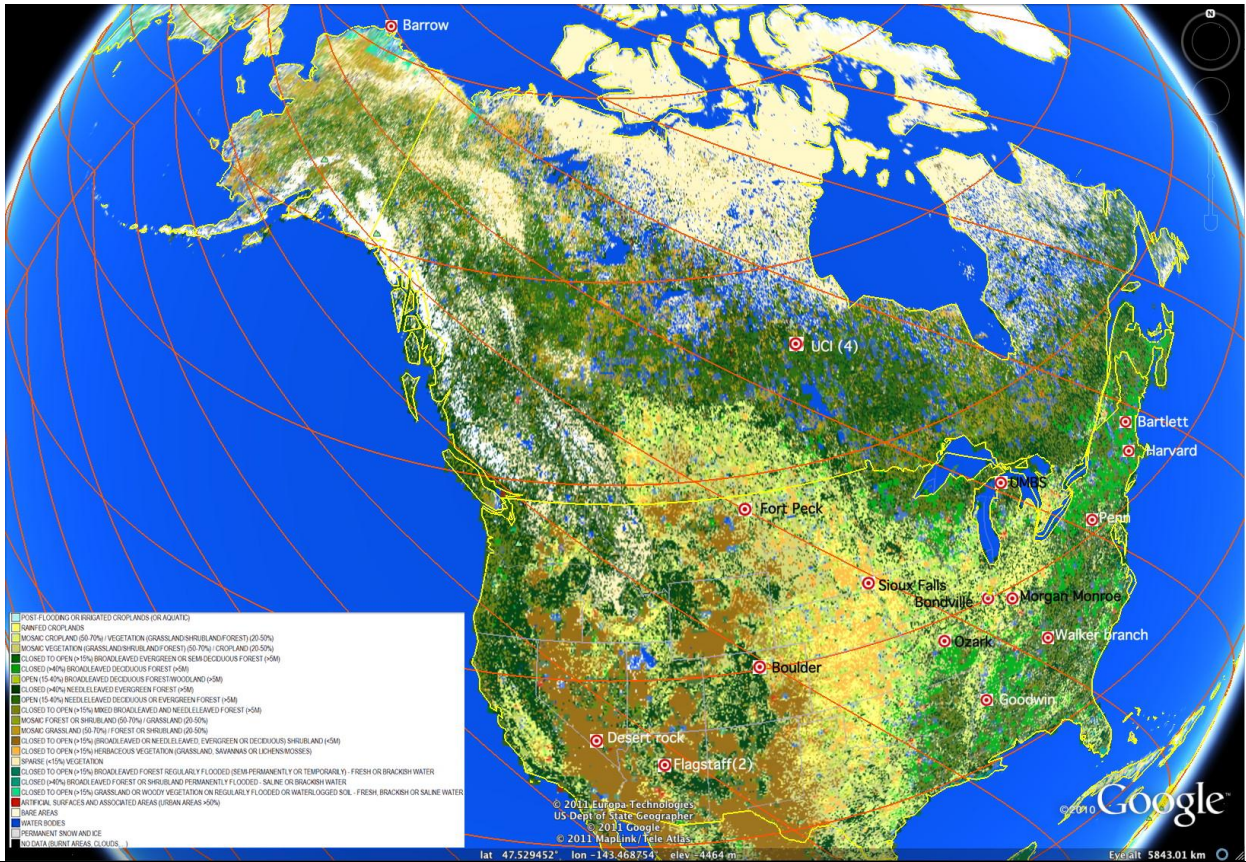 N
Barrow
UCI (4)
Bartlett
Harvard
UMBS
Fort Peck
Penn
Sioux Falls
Bondville
Morgan Monroe
Ozark
Walker branch
Boulder
Goodwin
Desert rock
Flagstaff(2)
POST-FLOODING OR IRRIGATED CROPLANDS (OR AQUATIC)
RAINFED CROPLANDS
MOSAIC CROPLAND (50-70%) / VEGETATION (GRASSLAND/SHRUBLAND/FOREST) (20-50%)
MOSAIC VEGETATION (GRASSLAND/SHRUBLAND/FOREST) (50-70%) / CROPLAND (20-50%)
CLOSED TO OPEN (>15%) BROADLEAVED EVERGREEN OR SEMI-DECIDUOUS FOREST (>5M)
CLOSED (>40%) BROADLEAVED DECIDUOUS FOREST (>5M)
OPEN (15-40%) BROADLEAVED DECIDUOUS FOREST/WOODLAND (>5M)
CLOSED (>40%) NEEDLELEAVED EVERGREEN FOREST (>5M)
OPEN (15-40%) NEEDLELEAVED DECIDUOUS OR EVERGREEN FOREST (>5M)
CLOSED TO OPEN (>15%) MIXED BROADLEAVED AND NEEDLELEAVED FOREST (>5M)
MOSAIC FOREST OR SHRUBLAND (50-70%) / GRASSLAND (20-50%)
MOSAIC GRASSLAND (50-70%) / FOREST OR SHRUBLAND (20-50%)
CLOSED TO OPEN (>15%) (BROADLEAVED OR NEEDLELEAVED, EVERGREEN OR DECIDUOUS) SHRUBLAND (<5M)
CLOSED TO OPEN (>15%) HERBACEOUS VEGETATION (GRASSLAND, SAVANNAS OR LICHENS/MOSSES)
SPARSE (<15%) VEGETATION
CLOSED TO OPEN (>15%) BROADLEAVED FOREST REGULARLY FLOODED (SEMI-PERMANENTLY OR TEMPORARILY) - FRESH OR BRACKISH WATER
CLOSED (>40%) BROADLEAVED FOREST OR SHRUBLAND PERMANENTLY FLOODED - SALINE OR BRACKISH WATER
CLOSED TO OPEN (>15%) GRASSLAND OR WOODY VEGETATION ON REGULARLY FLOODED OR WATERLOGGED SOIL - FRESH, BRACKISH OR SALINE WATER
ARTIFICIAL SURFACES AND ASSOCIATED AREAS (URBAN AREAS >50%)
BARE AREAS
WATER BODIES
PERMANENT SNOW AND ICE
NO DATA (BURNT AREAS, CLOUDS,...)
© 2011 Europa Technologies
US Dept of State Geographer
© 2011 Google
© 2011 MapLink/Tele Atlas
©2010 Google™
lat 47.529452° lon -143.468754° elev -4464 m
Eye alt 5843.01 km